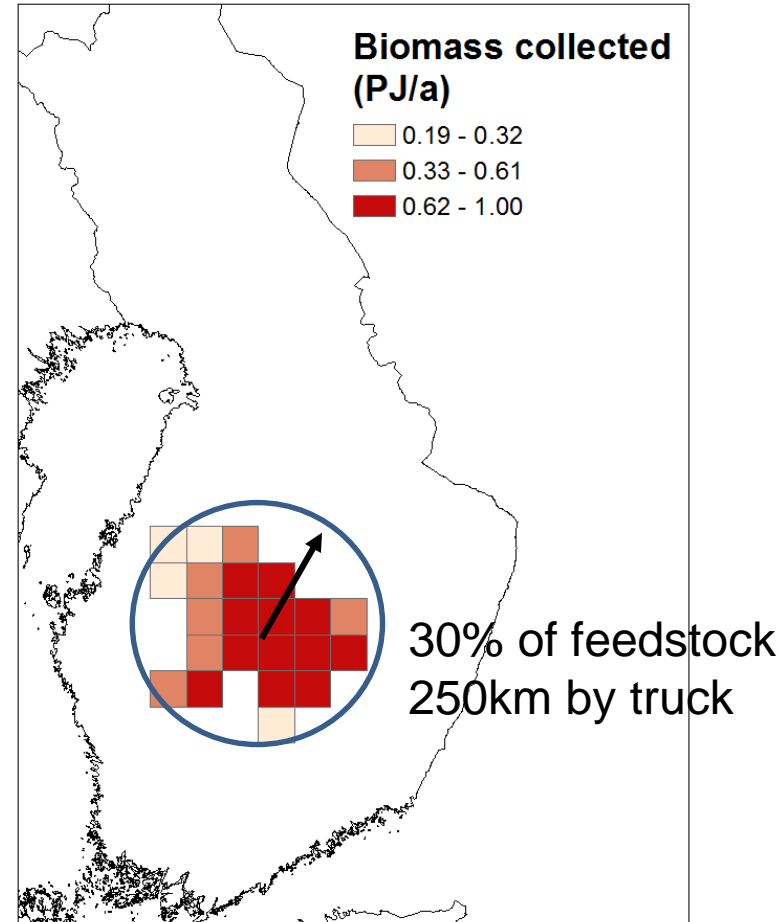 Biomass collected
(PJ/a)
0.19 - 0.32
0.33 - 0.61
0.62 - 1.00
30% of feedstock
250km by truck